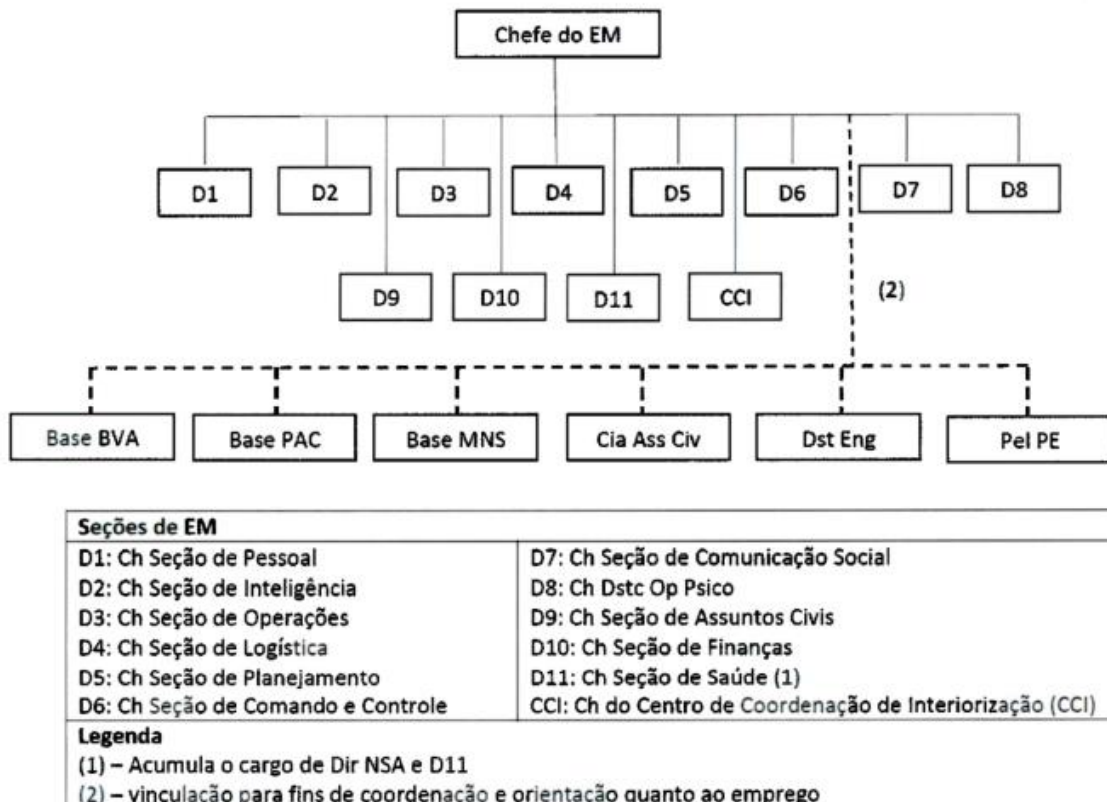 Chefe do EM
D1 D2 D3 D4 D5 D6 D7 D8
D9 D10 D11 CCI (2)
Base BVA Base PAC Base MNS Cia Ass Civ Dst Eng Pel PE
Seções de EM
D1: Ch Seção de Pessoal
D2: Ch Seção de Inteligência
D3: Ch Seção de Operações
D4: Ch Seção de Logística
D5: Ch Seção de Planejamento
D6: Ch Seção de Comando e Controle
D7: Ch Seção de Comunicação Social
D8: Ch Dstc Op Psico
D9: Ch Seção de Assuntos Civis
D10: Ch Seção de Finanças
D11: Ch Seção de Saúde (1)
CCI: Ch do Centro de Coordenação de Interiorização (CCI)
Legenda
(1) – Acumula o cargo de Dir NSA e D11
(2) – vinculação para fins de coordenação e orientação quanto ao emprego